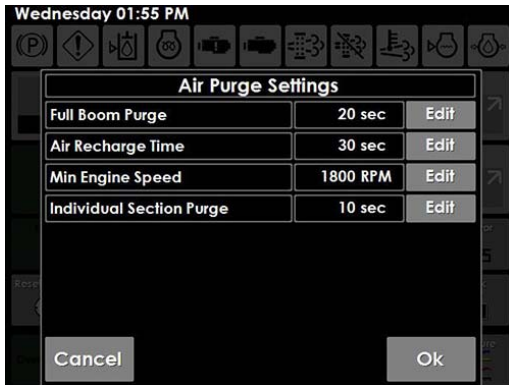 Wednesday 01:55 PM
(P)
Air Purge Settings
Full Boom Purge 20 sec Edit
Air Recharge Time 30 sec Edit
Min Engine Speed 1800 RPM Edit
Individual Section Purge 10 sec Edit
Cancel Ok